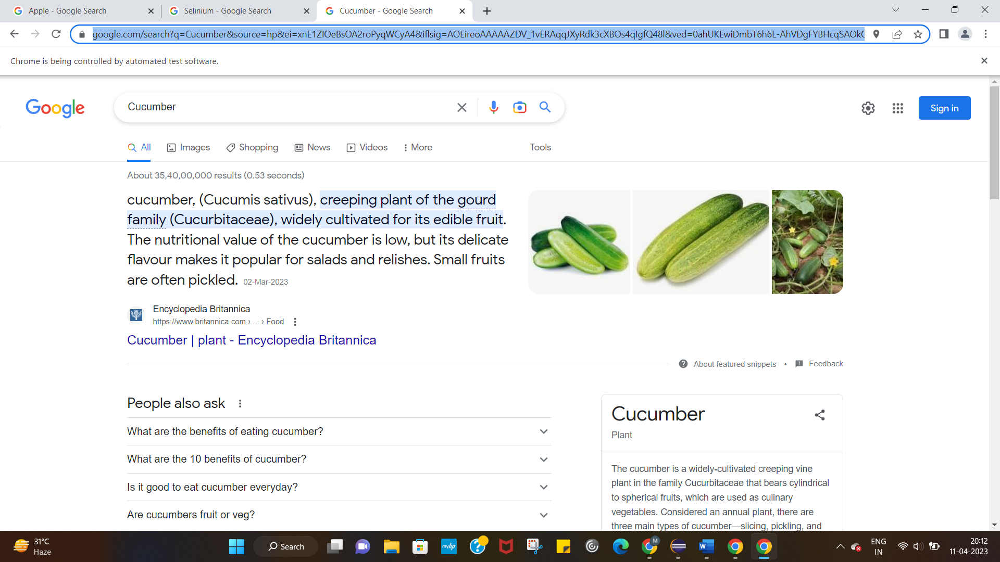 Apple - Google Search
Selinium - Google Search
Cucumber - Google Search
google.com/search?q=Cucumber&source=hp&ei=xnE1ZIOeBsOA2roPyqWCyA4&iflsig=AOEireoAAAAAZDV_1vERAqqJXyRdk3cXBOs4qIgfQ48l&ved=0ahUKEwiDmbT6h6L-AhVDgFYBHcqSAOkC
Chrome is being controlled by automated test software.
Google
Cucumber
Sign in
All
Images
Shopping
News
Videos
More
Tools
About 35,40,00,000 results (0.53 seconds)
cucumber, (Cucumis sativus), creeping plant of the gourd
family (Cucurbitaceae), widely cultivated for its edible fruit.
The nutritional value of the cucumber is low, but its delicate
flavour makes it popular for salads and relishes. Small fruits
are often pickled. 02-Mar-2023
Encyclopedia Britannica
https://www.britannica.com › ... › Food
Cucumber | plant - Encyclopedia Britannica
About featured snippets • Feedback
People also ask
What are the benefits of eating cucumber?
What are the 10 benefits of cucumber?
Is it good to eat cucumber everyday?
Are cucumbers fruit or veg?
Cucumber
Plant
The cucumber is a widely-cultivated creeping vine
plant in the family Cucurbitaceae that bears cylindrical
to spherical fruits, which are used as culinary
vegetables. Considered an annual plant, there are
three main types of cucumber—slicing, pickling, and
31°C
Haze
Search
myhp
M
W
ENG
IN
20:12
11-04-2023